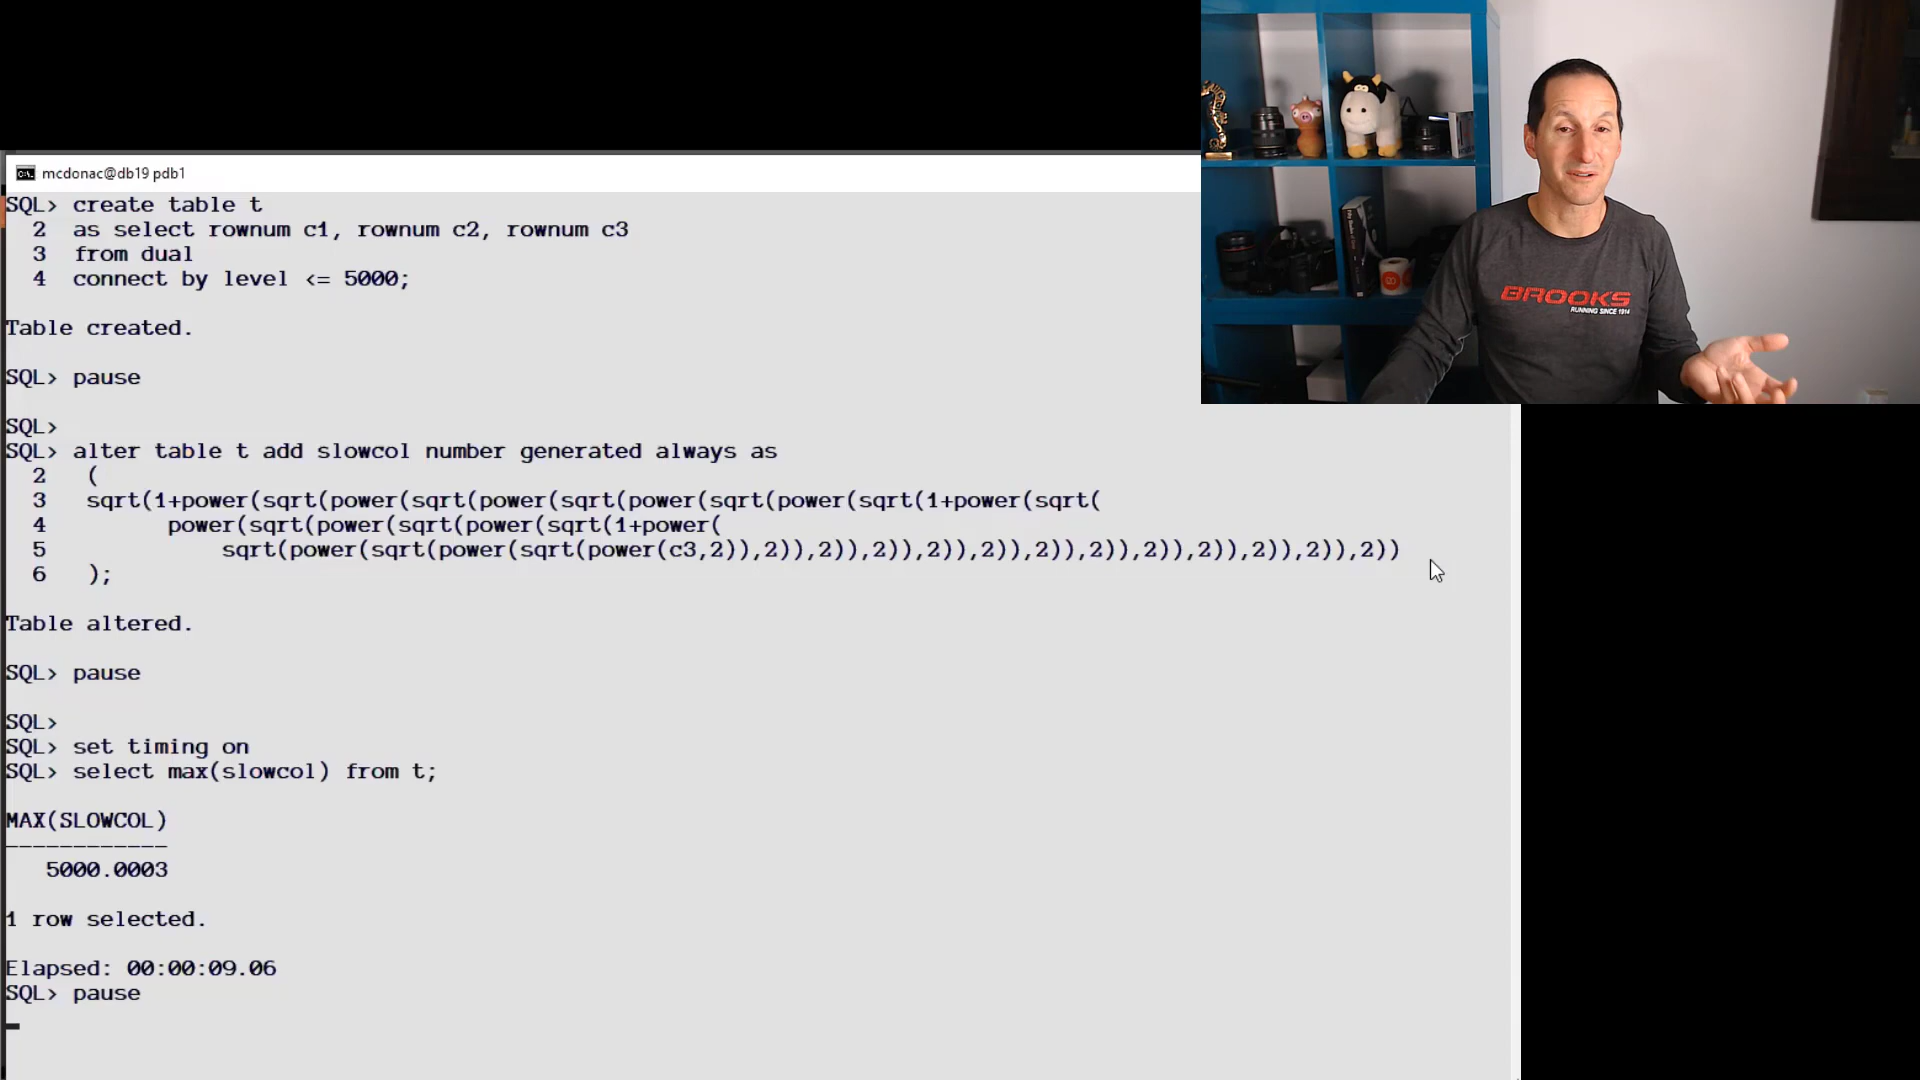 mcdonac@db19 pdb1
SQL> create table t
2 as select rownum c1, rownum c2, rownum c3
3 from dual
4 connect by level <= 5000;
Table created.
SQL> pause
SQL>
SQL> alter table t add slowcol number generated always as
2 (
3 sqrt(1+power(sqrt(power(sqrt(power(sqrt(power(sqrt(power(sqrt(1+power(sqrt(
4 power(sqrt(power(sqrt(power(sqrt(1+power(
5 sqrt(power(sqrt(power(sqrt(power(c3,2)),2)),2)),2)),2)),2)),2)),2)),2)),2)),2)),2)),2))
6 );
Table altered.
SQL> pause
SQL>
SQL> set timing on
SQL> select max(slowcol) from t;
MAX(SLOWCOL)
------------
5000.0003
1 row selected.
Elapsed: 00:00:09.06
SQL> pause
BROOKS
RUNNING SINCE 1914